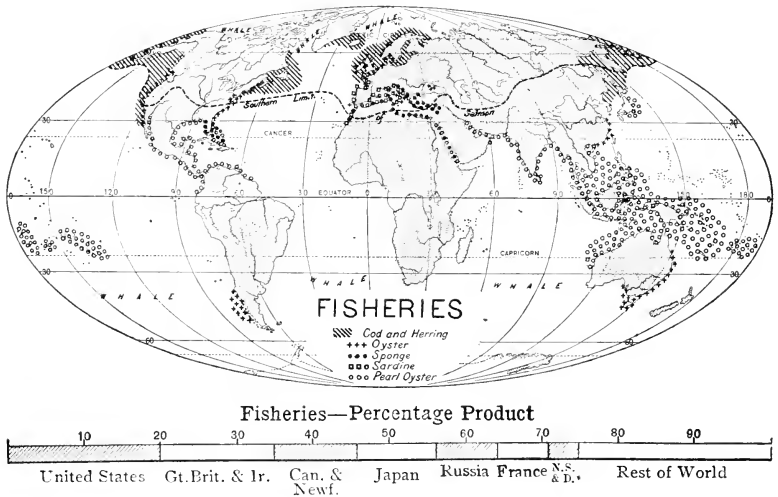 WHALE
WHALE
WHALE
Southern Limit of Salmon
30
CANCER
30
150 120 90 60 EQUATOR 0 90 150 180
CAPRICORN
30
30
WHALE
WHALE
WHALE
FISHERIES
Cod and Herring
Oyster
Sponge
Sardine
Pearl Oyster
60
60
Fisheries—Percentage Product
10 20 30 40 50 60 70 80 90
United States Gt.Brit. & Ir. Can. & Newf. Japan Russia France N.S. & D. Rest of World